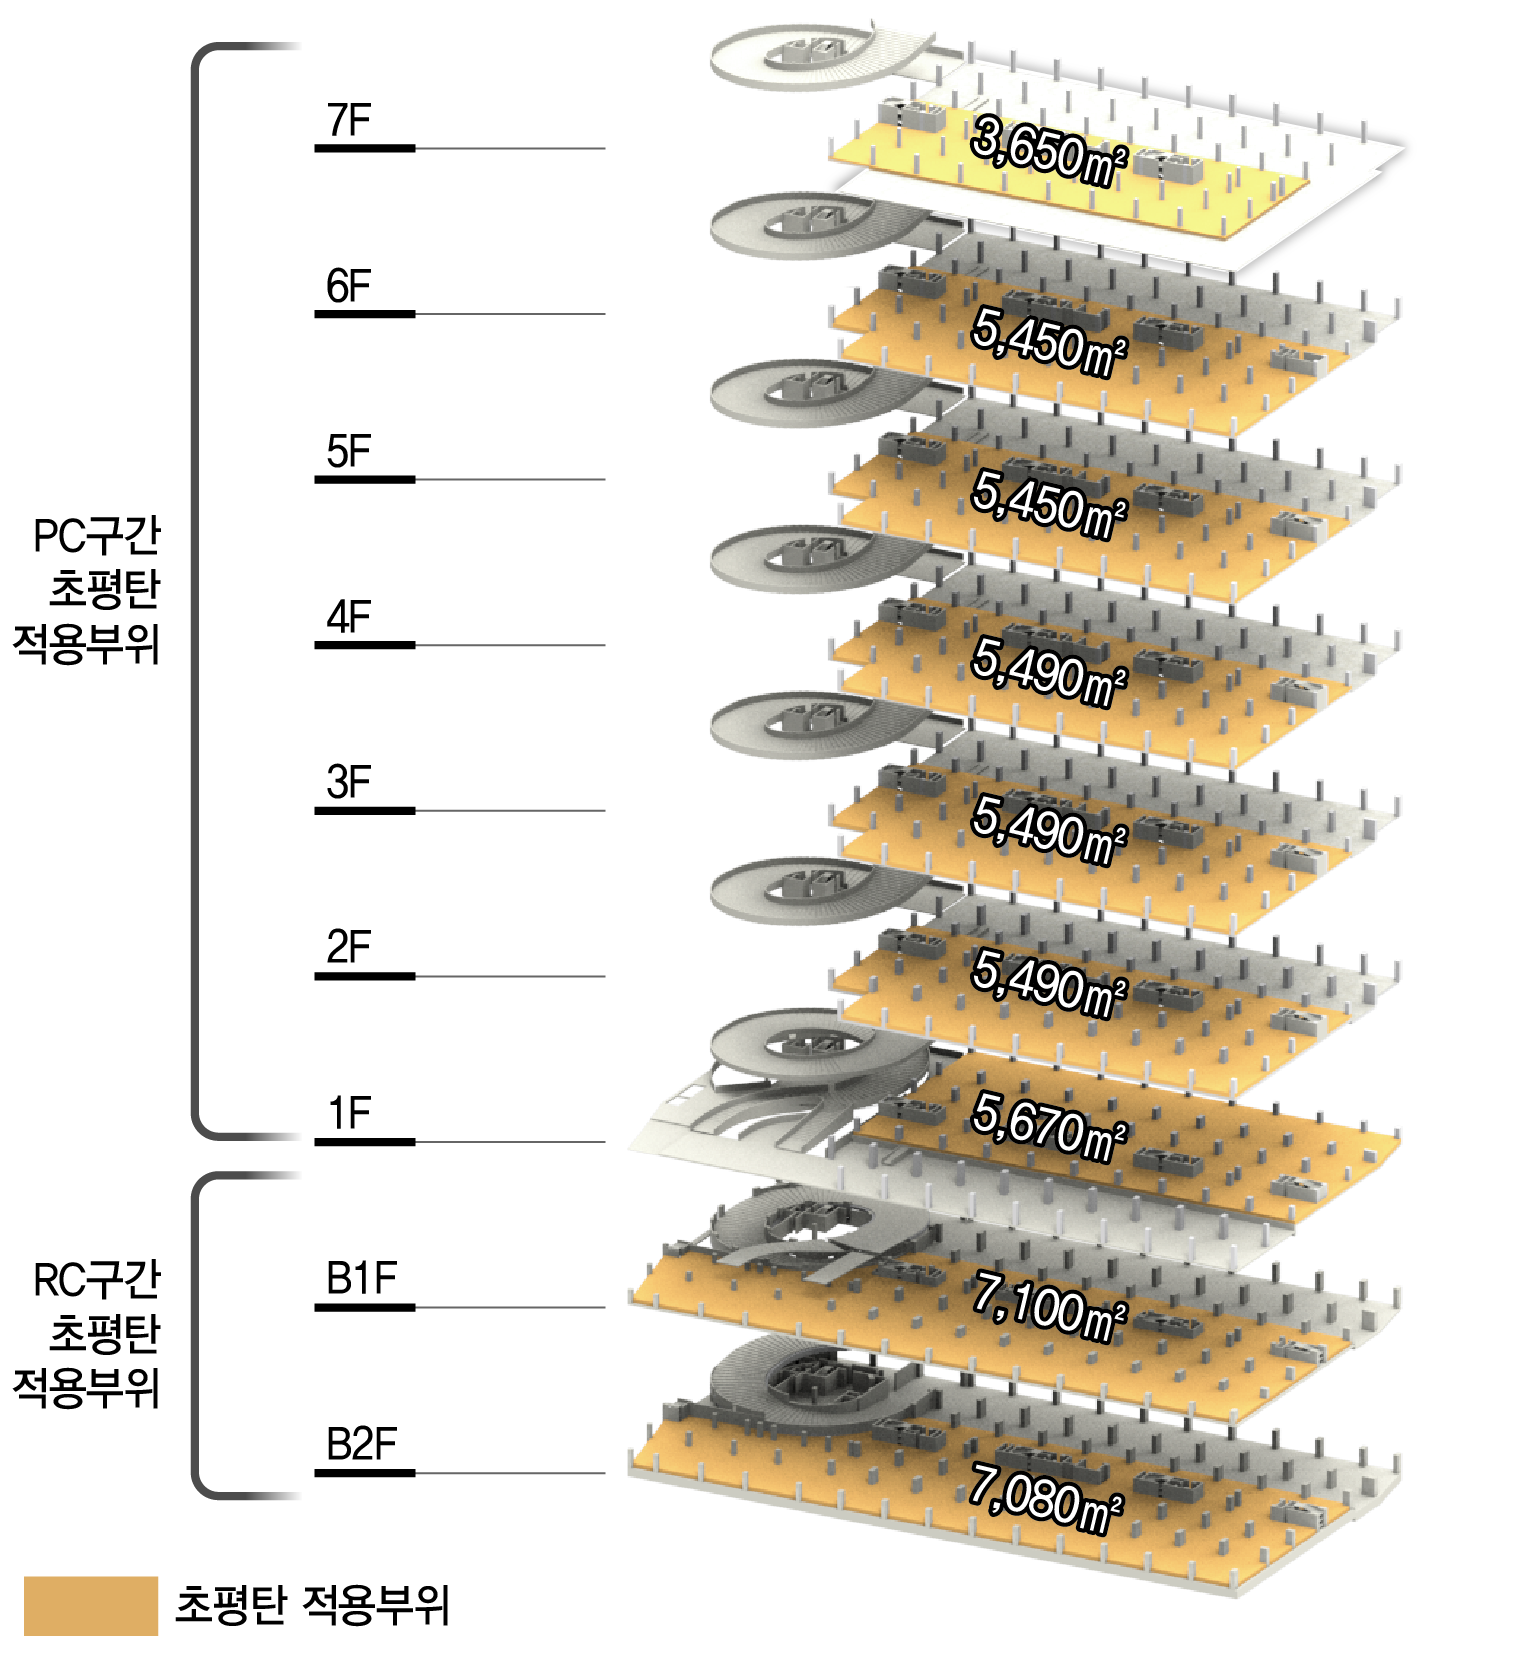 7F
3,650㎡
6F
5,450㎡
5F
5,450㎡
PC구간
초평탄
적용부위
4F
5,490㎡
3F
5,490㎡
2F
5,490㎡
1F
5,670㎡
RC구간
초평탄
적용부위
B1F
7,100㎡
B2F
7,080㎡
초평탄 적용부위